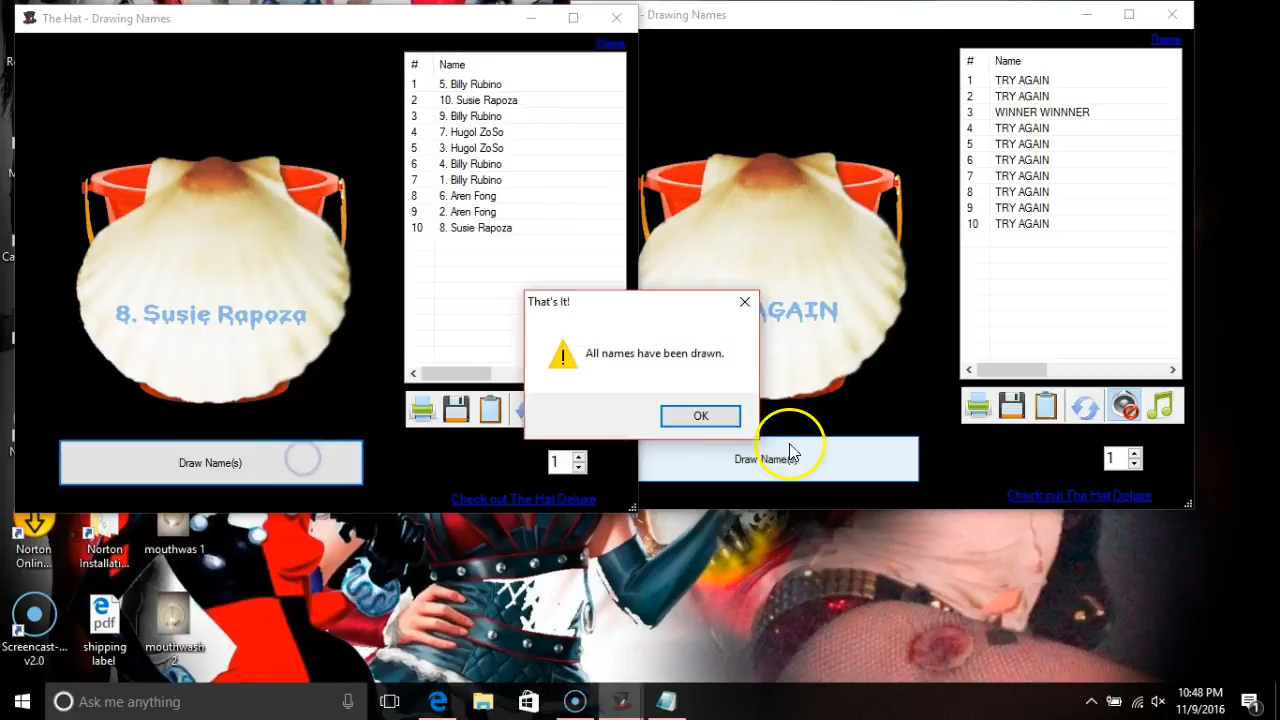 The Hat - Drawing Names
Theme
# Name
1 5. Billy Rubino
2 10. Susie Rapoza
3 9. Billy Rubino
4 7. Hugol ZoSo
5 3. Hugol ZoSo
6 4. Billy Rubino
7 1. Billy Rubino
8 6. Aren Fong
9 2. Aren Fong
10 8. Susie Rapoza
8. Susie Rapoza
Draw Name(s)
1
Check out The Hat Deluxe
- Drawing Names
Theme
# Name
1 TRY AGAIN
2 TRY AGAIN
3 WINNER WINNNER
4 TRY AGAIN
5 TRY AGAIN
6 TRY AGAIN
7 TRY AGAIN
8 TRY AGAIN
9 TRY AGAIN
10 TRY AGAIN
AGAIN
Draw Name(s)
1
Check out The Hat Deluxe
That's It!
All names have been drawn.
OK
Norton
Onlin...
Norton
Installati...
mouthwas 1
Screencast-...
v2.0
pdf
shipping
label
mouthwash
2
Ask me anything
10:48 PM
11/9/2016
1